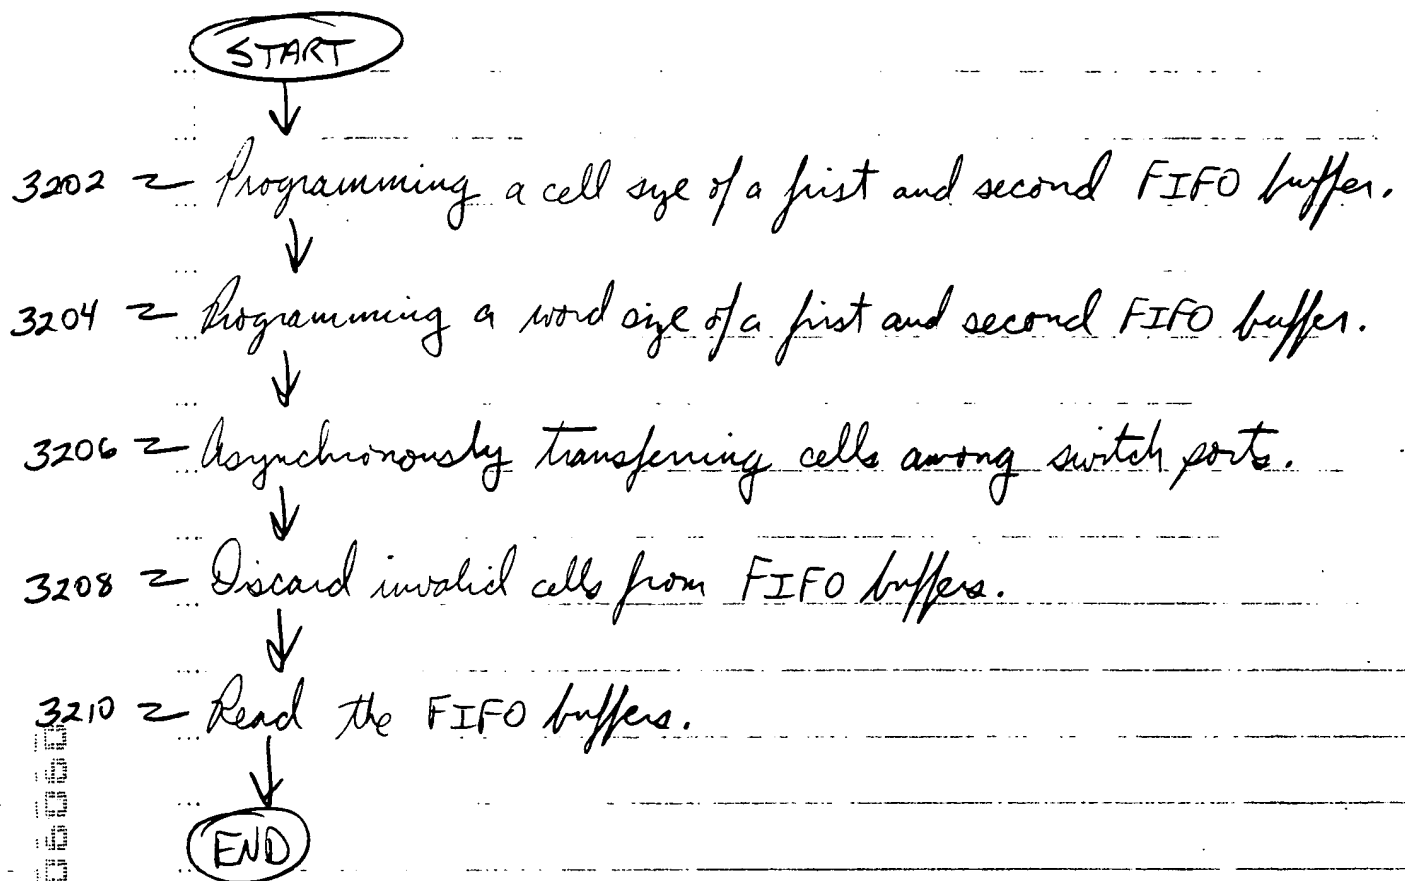 START
3202 Programming a cell size of a first and second FIFO buffer.
3204 Programming a word size of a first and second FIFO buffer.
3206 Asynchronously transferring cells among switch ports.
3208 Discard invalid cells from FIFO buffers.
3210 Read the FIFO buffers.
END